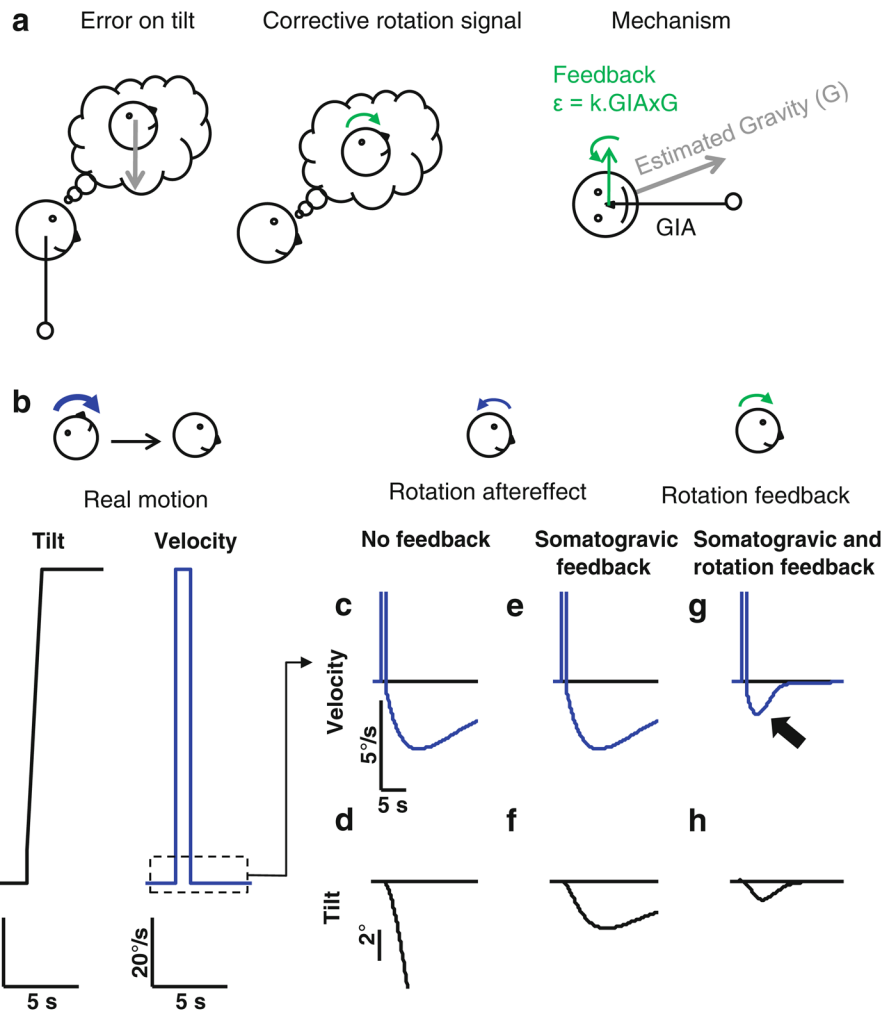 a
Error on tilt
Corrective rotation signal
Mechanism
Feedback
ε = k.GIAxG
Estimated Gravity (G)
GIA
b
Real motion
Rotation aftereffect
Rotation feedback
Tilt
Velocity
No feedback
Somatogravic
feedback
Somatogravic and
rotation feedback
c
e
g
Velocity
5°/s
5 s
d
f
h
Tilt
2°
20°/s
5 s
5 s